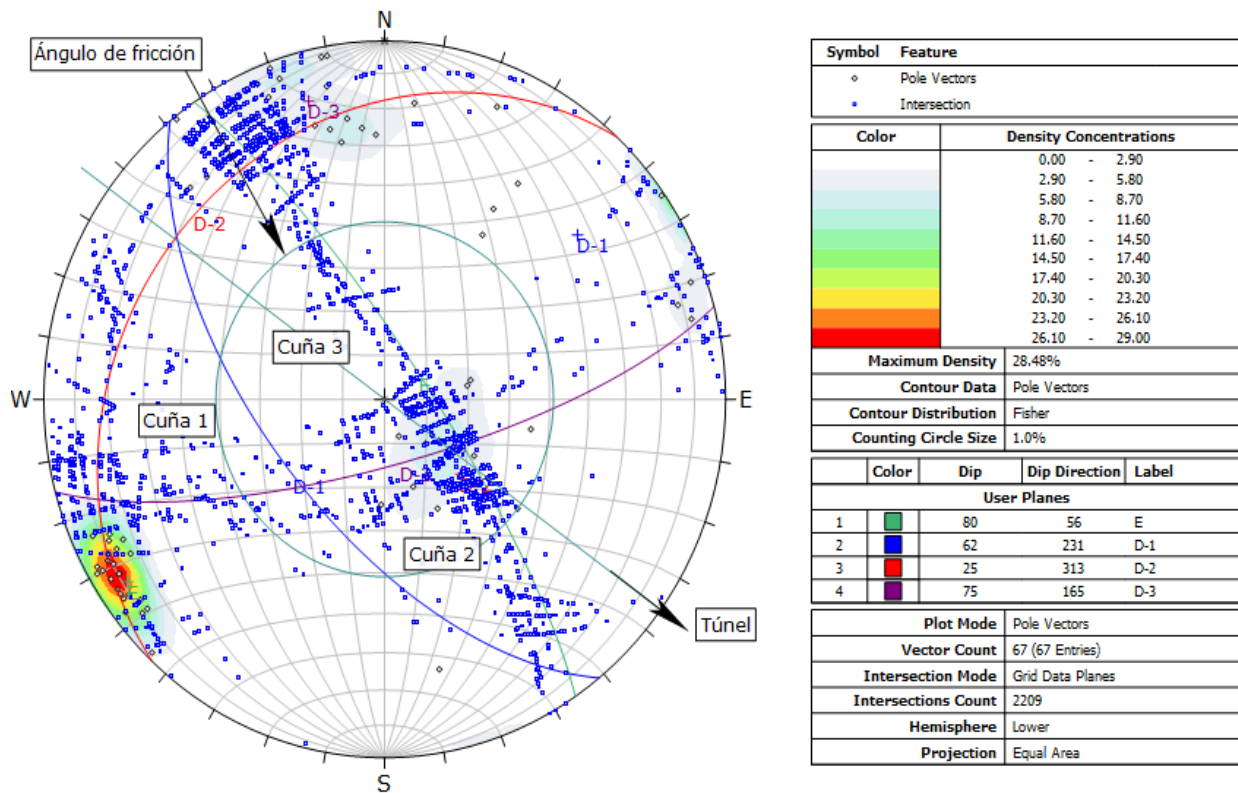 N
Ángulo de fricción
D-3
D-2
D-1
Cuña 3
W
E
Cuña 1
D-1
Cuña 2
Túnel
S
Symbol Feature
Pole Vectors
Intersection
Color Density Concentrations
0.00 - 2.90
2.90 - 5.80
5.80 - 8.70
8.70 - 11.60
11.60 - 14.50
14.50 - 17.40
17.40 - 20.30
20.30 - 23.20
23.20 - 26.10
26.10 - 29.00
Maximum Density 28.48%
Contour Data Pole Vectors
Contour Distribution Fisher
Counting Circle Size 1.0%
Color Dip Dip Direction Label
User Planes
1 80 56 E
2 62 231 D-1
3 25 313 D-2
4 75 165 D-3
Plot Mode Pole Vectors
Vector Count 67 (67 Entries)
Intersection Mode Grid Data Planes
Intersections Count 2209
Hemisphere Lower
Projection Equal Area